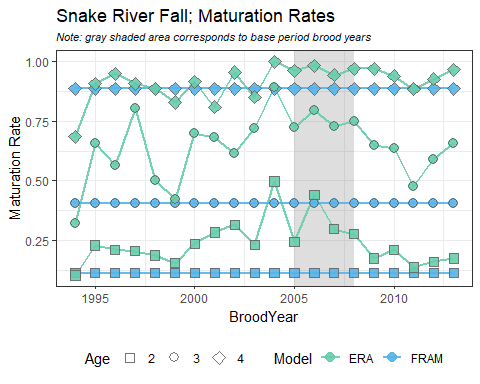 Snake River Fall; Maturation Rates
Note: gray shaded area corresponds to base period brood years
1.00
0.75
0.50
0.25
Maturation Rate
1995 2000 2005 2010
BroodYear
Age 2 3 4 Model ERA FRAM